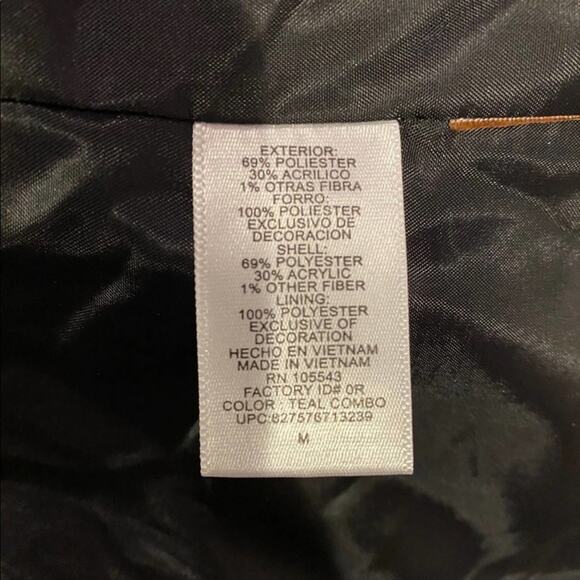 EXTERIOR:
69% POLIESTER
30% ACRILICO
1% OTRAS FIBRA
FORRO:
100% POLIESTER
EXCLUSIVO DE
DECORACION
SHELL:
69% POLYESTER
30% ACRYLIC
1% OTHER FIBER
LINING:
100% POLYESTER
EXCLUSIVE OF
DECORATION
HECHO EN VIETNAM
MADE IN VIETNAM
RN 105543
FACTORY ID# 0R
COLOR : TEAL COMBO
UPC:827576713239
M